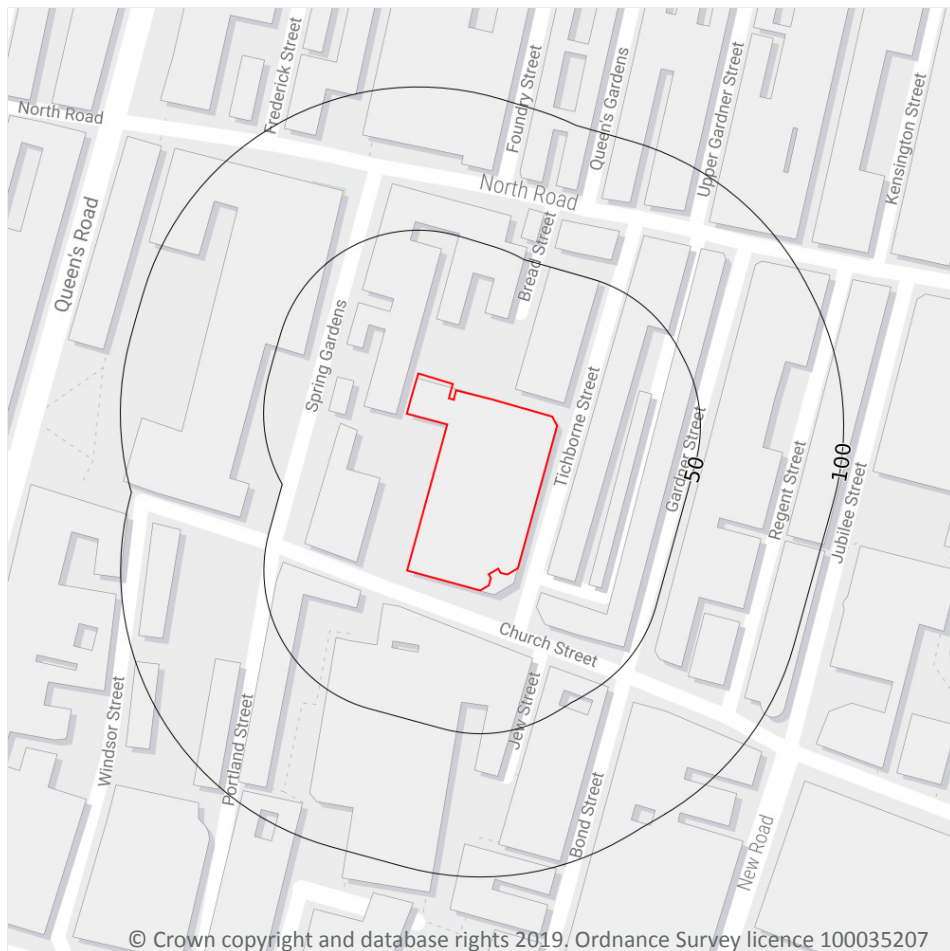 Frederick Street
Foundry Street
Queen's Gardens
Upper Gardner Street
Kensington Street
North Road
North Road
Queen's Road
Bread Street
Spring Gardens
Tichborne Street
Gardner Street
50
100
Regent Street
Jubilee Street
Church Street
Windsor Street
Portland Street
Jew Street
Bond Street
New Road
© Crown copyright and database rights 2019. Ordnance Survey licence 100035207